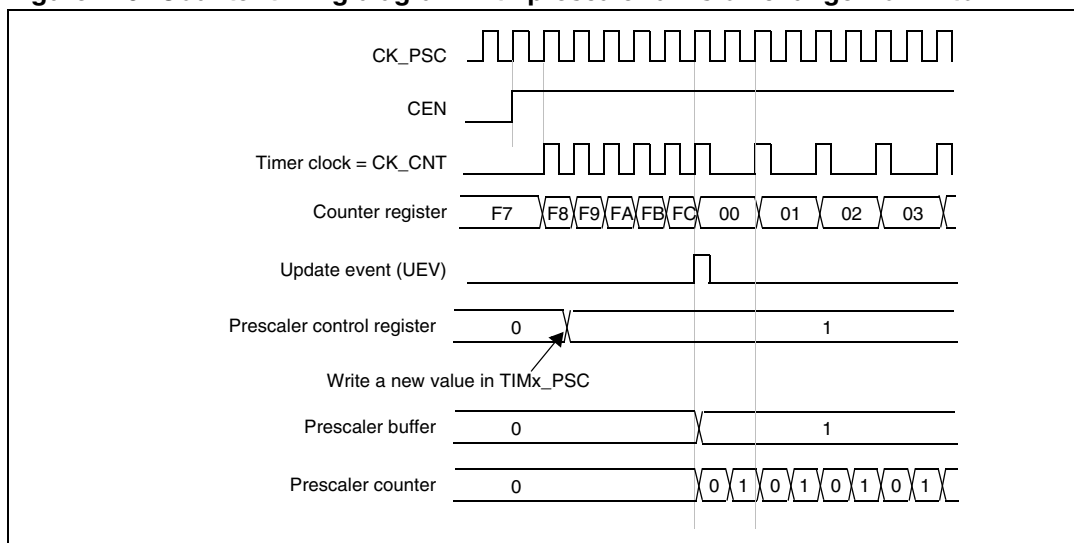 CK_PSC
CEN
Timer clock = CK_CNT
Counter register F7 F8 F9 FA FB FC 00 01 02 03
Update event (UEV)
Prescaler control register 0 1
Write a new value in TIMx_PSC
Prescaler buffer 0 1
Prescaler counter 0 0 1 0 1 0 1 0 1